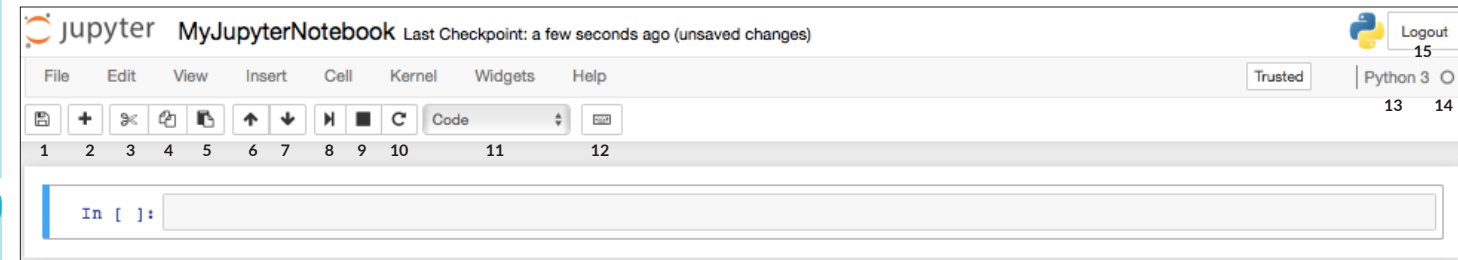 jupyter MyJupyterNotebook Last Checkpoint: a few seconds ago (unsaved changes) Logout
15
File Edit View Insert Cell Kernel Widgets Help Trusted Python 3
13 14
Code
1 2 3 4 5 6 7 8 9 10 11 12
In [ ]: